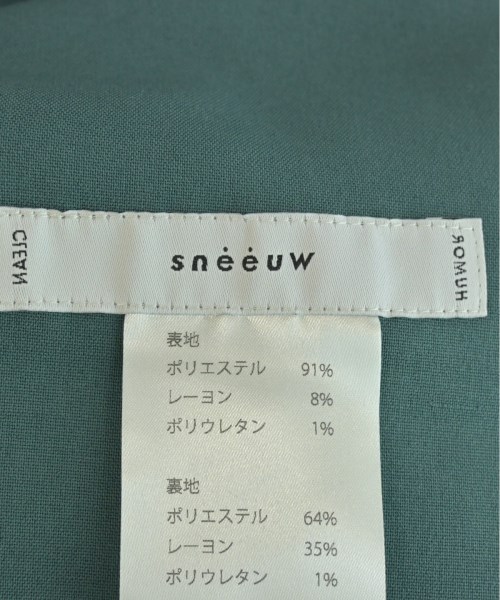 CLEAN
snėėuw
HUMOR
表地
ポリエステル 91%
レーヨン 8%
ポリウレタン 1%
裏地
ポリエステル 64%
レーヨン 35%
ポリウレタン 1%